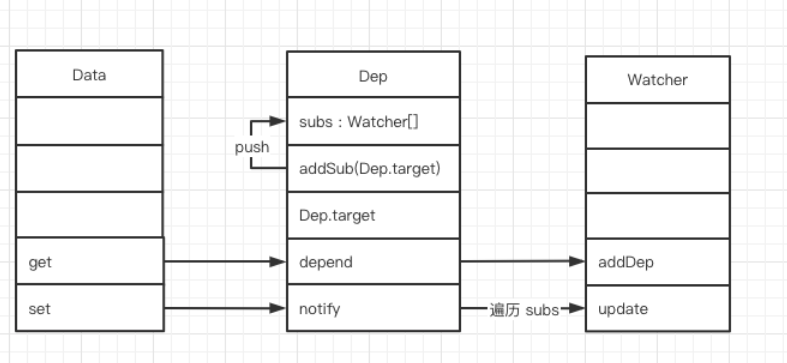 Data
Dep
Watcher
subs : Watcher[]
push
addSub(Dep.target)
Dep.target
get
depend
addDep
set
notify
遍历 subs
update